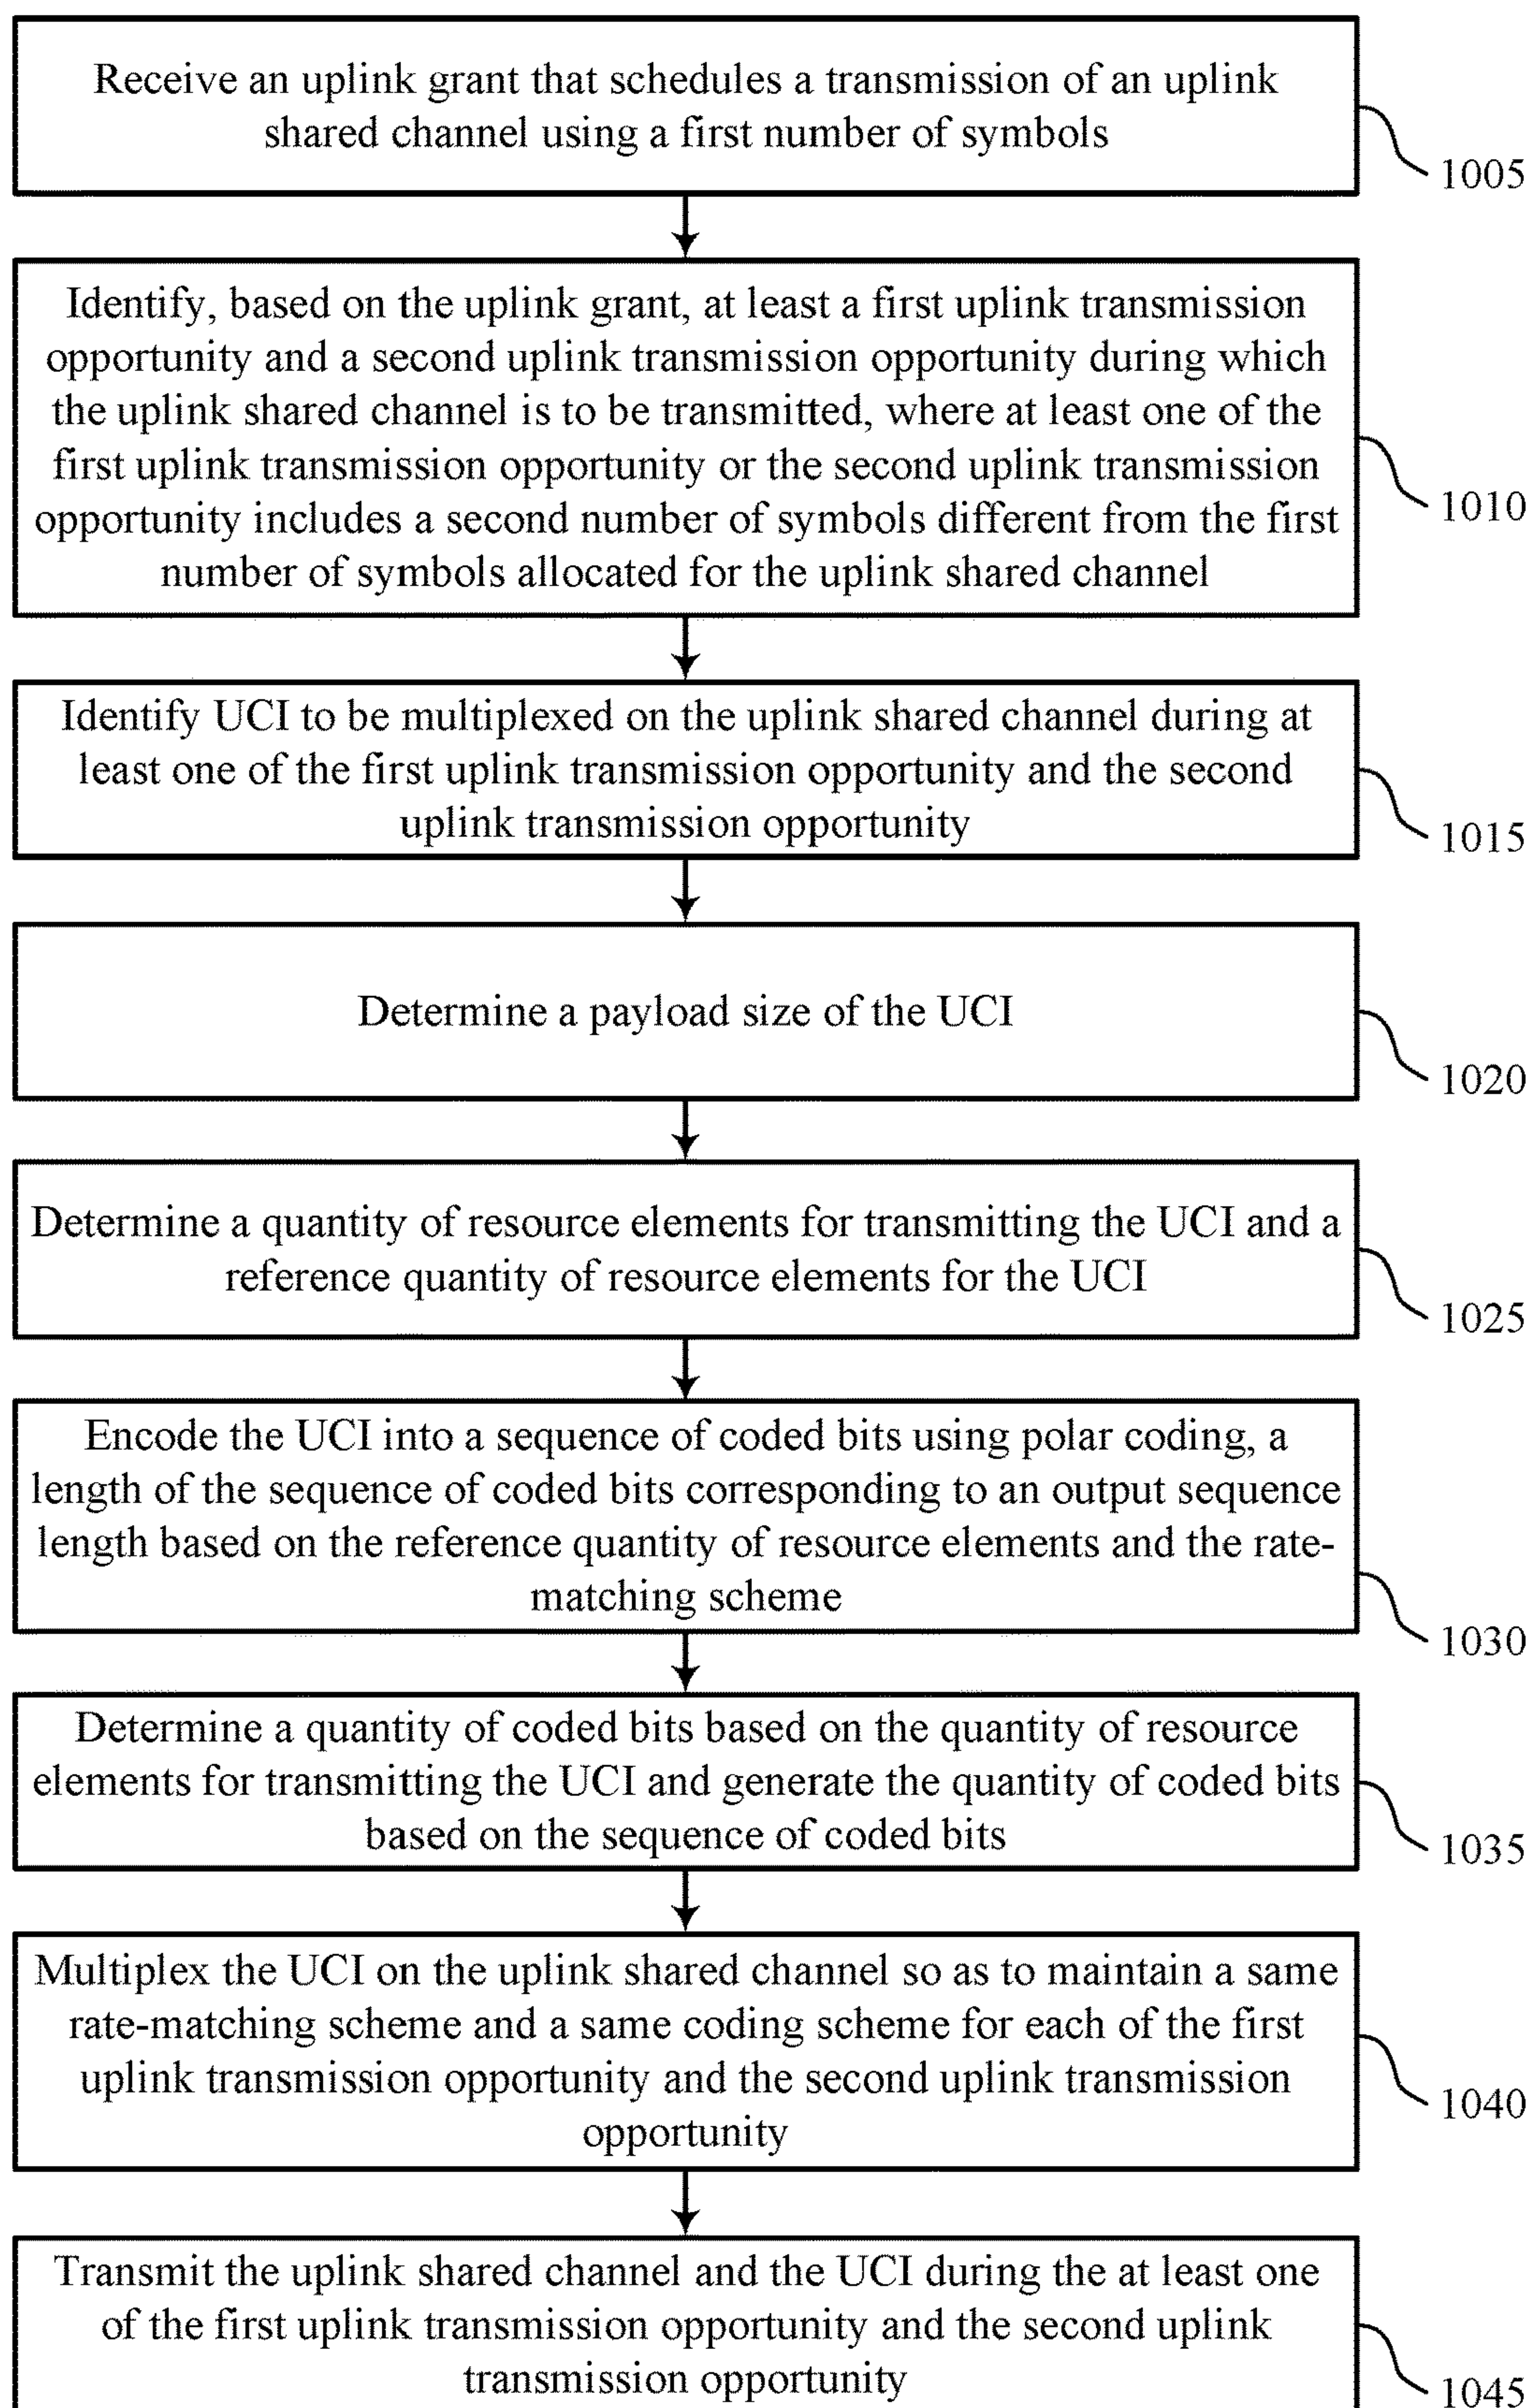 Receive an uplink grant that schedules a transmission of an uplink
shared channel using a first number of symbols
1005
Identify, based on the uplink grant, at least a first uplink transmission
opportunity and a second uplink transmission opportunity during which
the uplink shared channel is to be transmitted, where at least one of the
first uplink transmission opportunity or the second uplink transmission
opportunity includes a second number of symbols different from the first
number of symbols allocated for the uplink shared channel
1010
Identify UCI to be multiplexed on the uplink shared channel during at
least one of the first uplink transmission opportunity and the second
uplink transmission opportunity
1015
Determine a payload size of the UCI
1020
Determine a quantity of resource elements for transmitting the UCI and a
reference quantity of resource elements for the UCI
1025
Encode the UCI into a sequence of coded bits using polar coding, a
length of the sequence of coded bits corresponding to an output sequence
length based on the reference quantity of resource elements and the rate-
matching scheme
1030
Determine a quantity of coded bits based on the quantity of resource
elements for transmitting the UCI and generate the quantity of coded bits
based on the sequence of coded bits
1035
Multiplex the UCI on the uplink shared channel so as to maintain a same
rate-matching scheme and a same coding scheme for each of the first
uplink transmission opportunity and the second uplink transmission
opportunity
1040
Transmit the uplink shared channel and the UCI during the at least one
of the first uplink transmission opportunity and the second uplink
transmission opportunity
1045